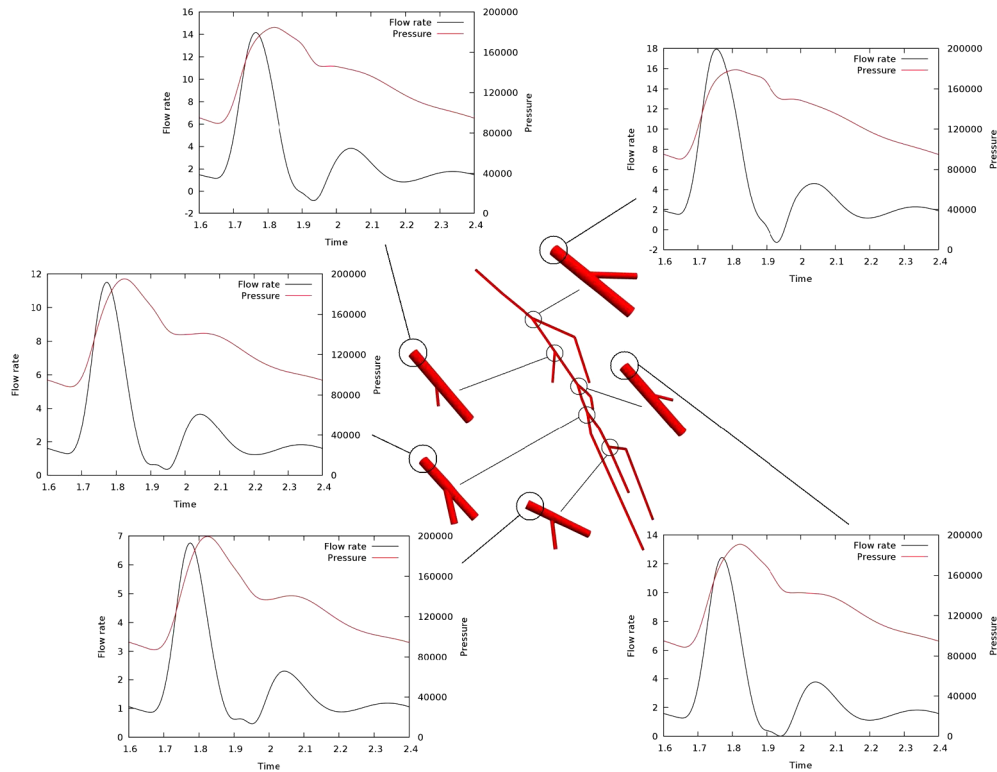 16
14
12
10
8
6
4
2
0
-2
Flow rate
200000
160000
120000
80000
40000
0
Pressure
Flow rate
Pressure
1.6 1.7 1.8 1.9 2 2.1 2.2 2.3 2.4
Time
18
16
14
12
10
8
6
4
2
0
-2
Flow rate
200000
160000
120000
80000
40000
0
Pressure
Flow rate
Pressure
1.6 1.7 1.8 1.9 2 2.1 2.2 2.3 2.4
Time
12
10
8
6
4
2
0
Flow rate
200000
160000
120000
80000
40000
0
Pressure
Flow rate
Pressure
1.6 1.7 1.8 1.9 2 2.1 2.2 2.3 2.4
Time
7
6
5
4
3
2
1
0
Flow rate
200000
160000
120000
80000
40000
0
Pressure
Flow rate
Pressure
1.6 1.7 1.8 1.9 2 2.1 2.2 2.3 2.4
Time
14
12
10
8
6
4
2
0
Flow rate
200000
160000
120000
80000
40000
0
Pressure
Flow rate
Pressure
1.6 1.7 1.8 1.9 2 2.1 2.2 2.3 2.4
Time